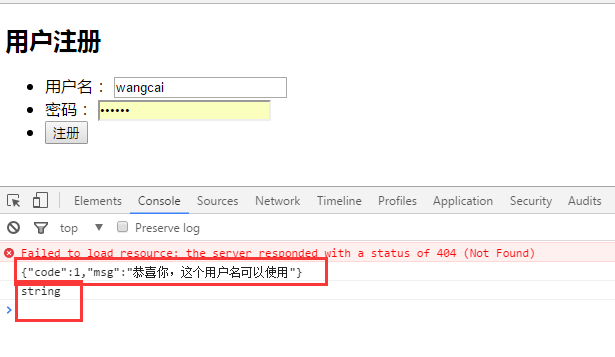 用户注册
用户名： wangcai
密码： ••••••
注册
Elements Console Sources Network Timeline Profiles Application Security Audits
top ▼ Preserve log
Failed to load resource: the server responded with a status of 404 (Not Found)
{"code":1,"msg":"恭喜你，这个用户名可以使用"}
string
>